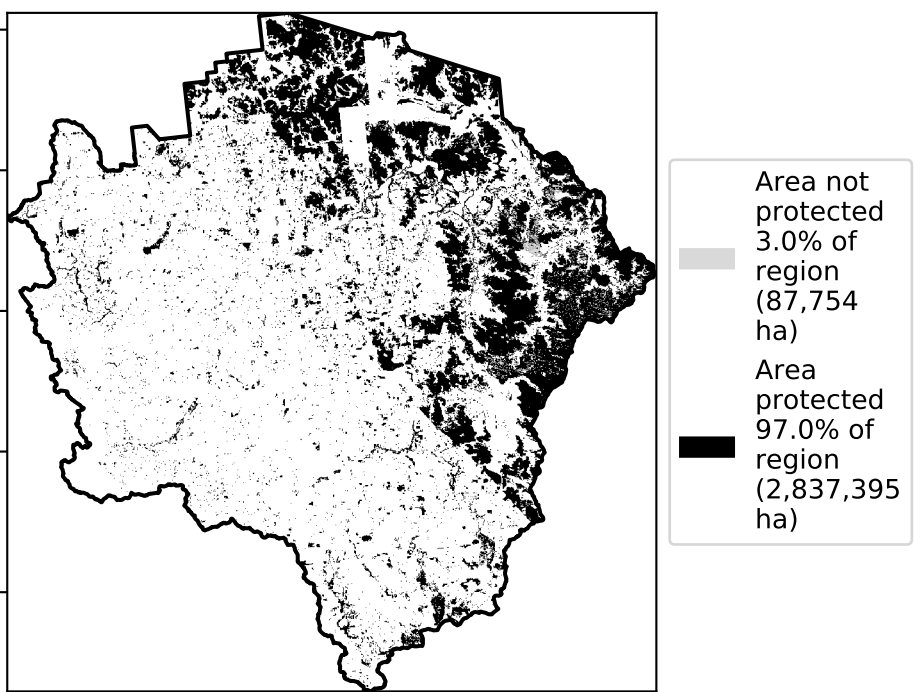 Area not
protected
3.0% of
region
(87,754
ha)
Area
protected
97.0% of
region
(2,837,395
ha)